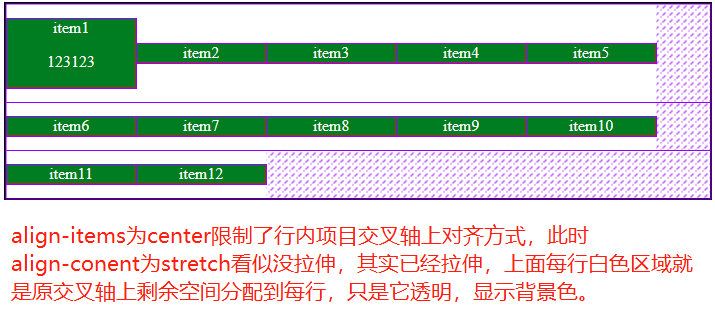 item1
123123
item2 item3 item4 item5
item6 item7 item8 item9 item10
item11 item12
align-items为center限制了行内项目交叉轴上对齐方式，此时
align-conent为stretch看似没拉伸，其实已经拉伸，上面每行白色区域就
是原交叉轴上剩余空间分配到每行，只是它透明，显示背景色。